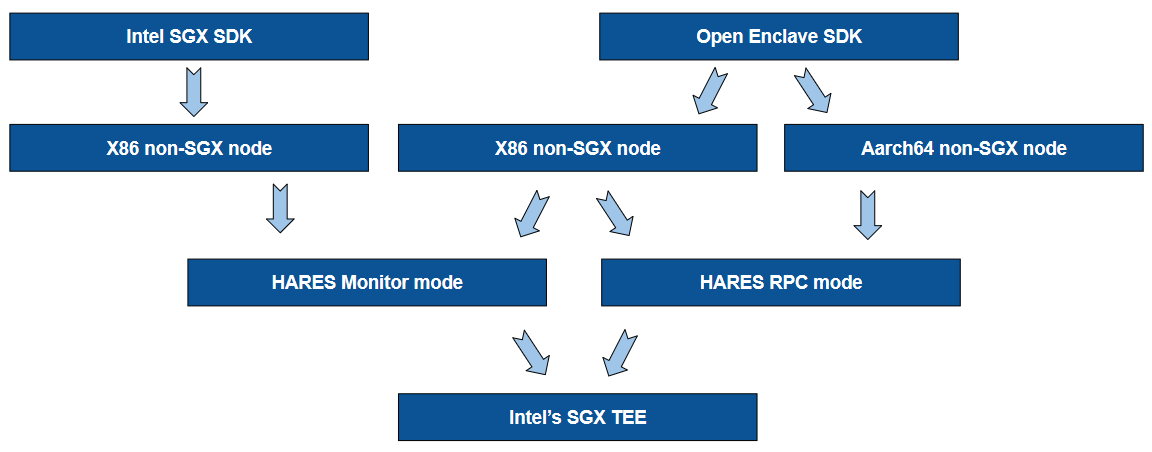 Intel SGX SDK
Open Enclave SDK
X86 non-SGX node
X86 non-SGX node
Aarch64 non-SGX node
HARES Monitor mode
HARES RPC mode
Intel’s SGX TEE